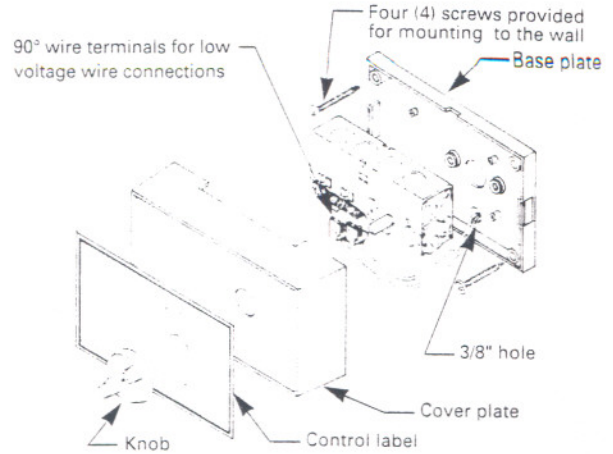 Four (4) screws provided
for mounting to the wall
90° wire terminals for low
voltage wire connections
Base plate
3/8" hole
Cover plate
Control label
Knob